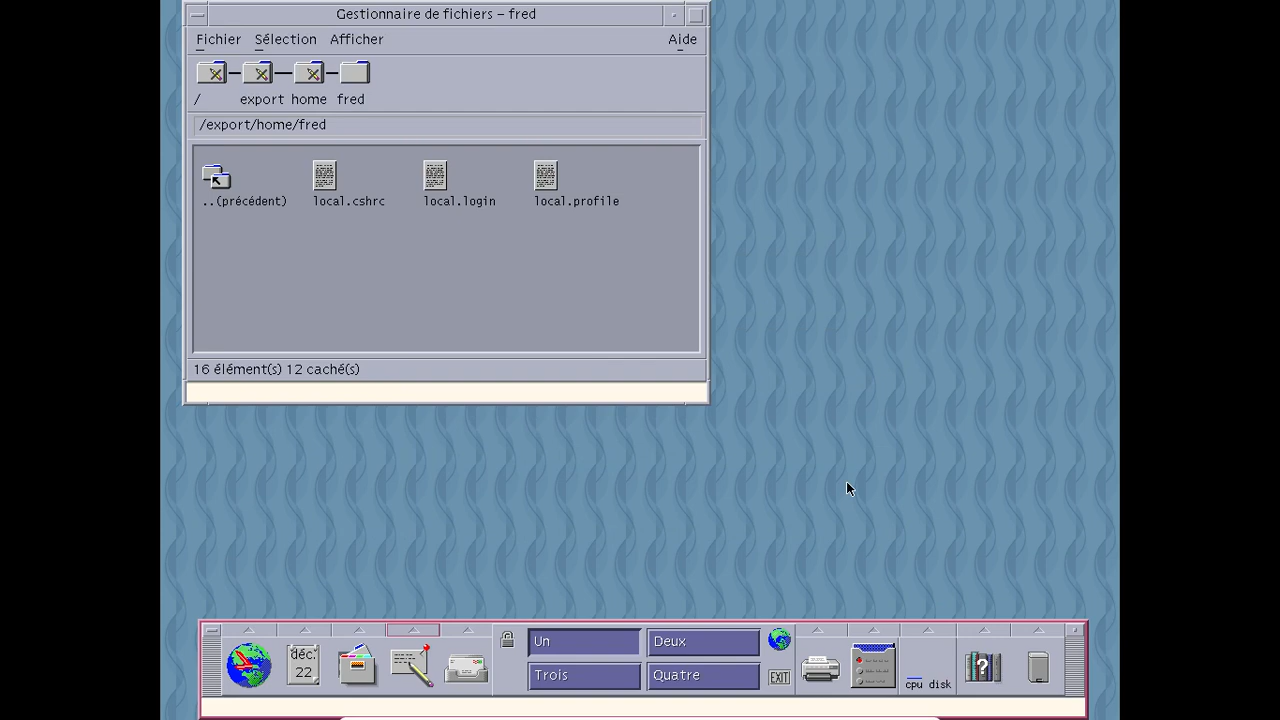 Gestionnaire de fichiers - fred
Fichier Sélection Afficher Aide
/ export home fred
/export/home/fred
..(précédent) local.cshrc local.login local.profile
16 élément(s) 12 caché(s)
Un Deux
déc
22
Trois Quatre
EXIT
?
cpu disk